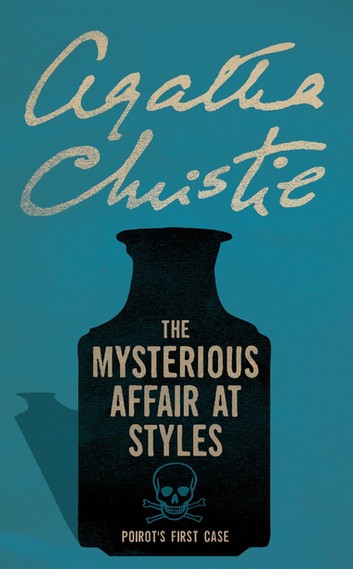 Agatha
Christie
THE
MYSTERIOUS
AFFAIR AT
STYLES
POIROT'S FIRST CASE